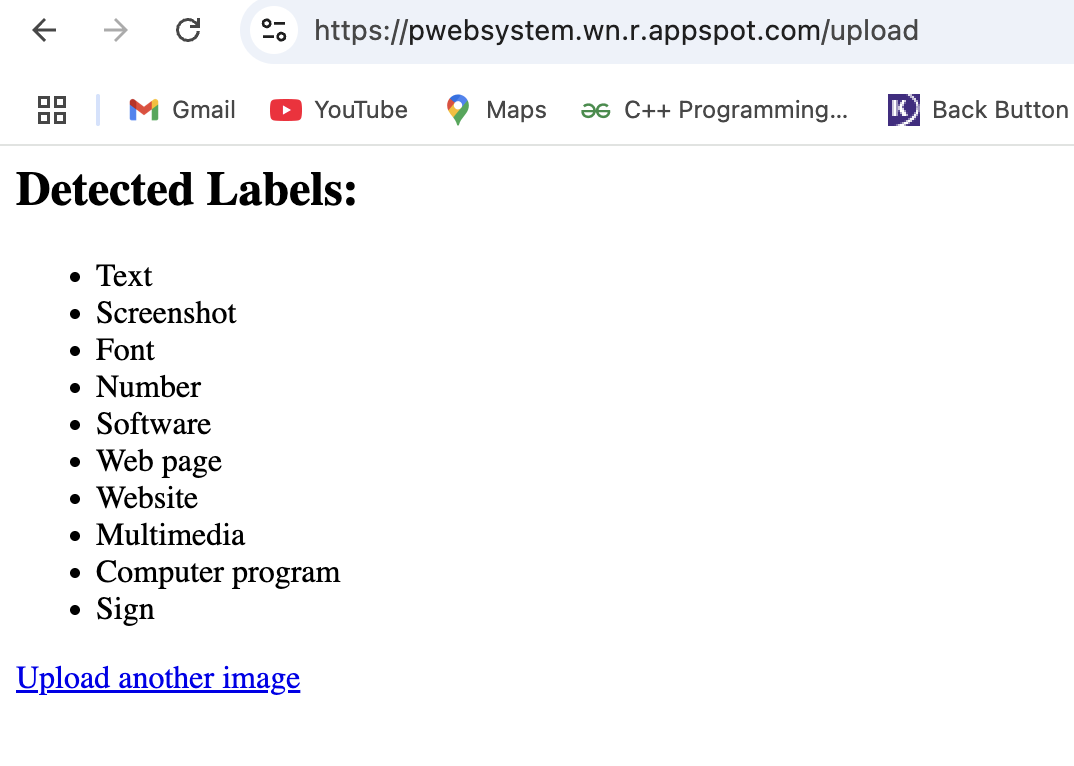 https://pwebsystem.wn.r.appspot.com/upload
Gmail YouTube Maps C++ Programming... Back Button
Detected Labels:
Text
Screenshot
Font
Number
Software
Web page
Website
Multimedia
Computer program
Sign
Upload another image